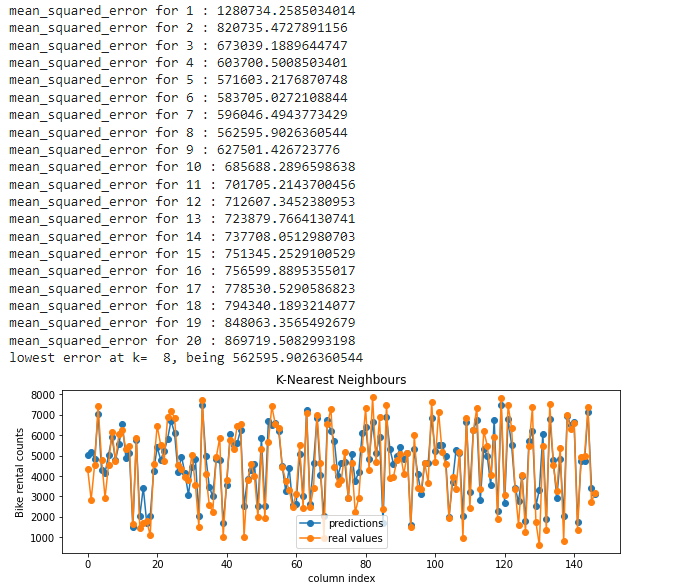 mean_squared_error for 1 : 1280734.2585034014
mean_squared_error for 2 : 820735.4727891156
mean_squared_error for 3 : 673039.1889644747
mean_squared_error for 4 : 603700.5008503401
mean_squared_error for 5 : 571603.2176870748
mean_squared_error for 6 : 583705.0272108844
mean_squared_error for 7 : 596046.4943773429
mean_squared_error for 8 : 562595.9026360544
mean_squared_error for 9 : 627501.426723776
mean_squared_error for 10 : 685688.2896598638
mean_squared_error for 11 : 701705.2143700456
mean_squared_error for 12 : 712607.3452380953
mean_squared_error for 13 : 723879.7664130741
mean_squared_error for 14 : 737708.0512980703
mean_squared_error for 15 : 751345.2529100529
mean_squared_error for 16 : 756599.8895355017
mean_squared_error for 17 : 778530.5290586823
mean_squared_error for 18 : 794340.1893214077
mean_squared_error for 19 : 848063.3565492679
mean_squared_error for 20 : 869719.5082993198
lowest error at k=  8, being 562595.9026360544
K-Nearest Neighbours
8000
7000
6000
5000
4000
3000
2000
1000
Bike rental counts
predictions
real values
0 20 40 60 80 100 120 140
column index